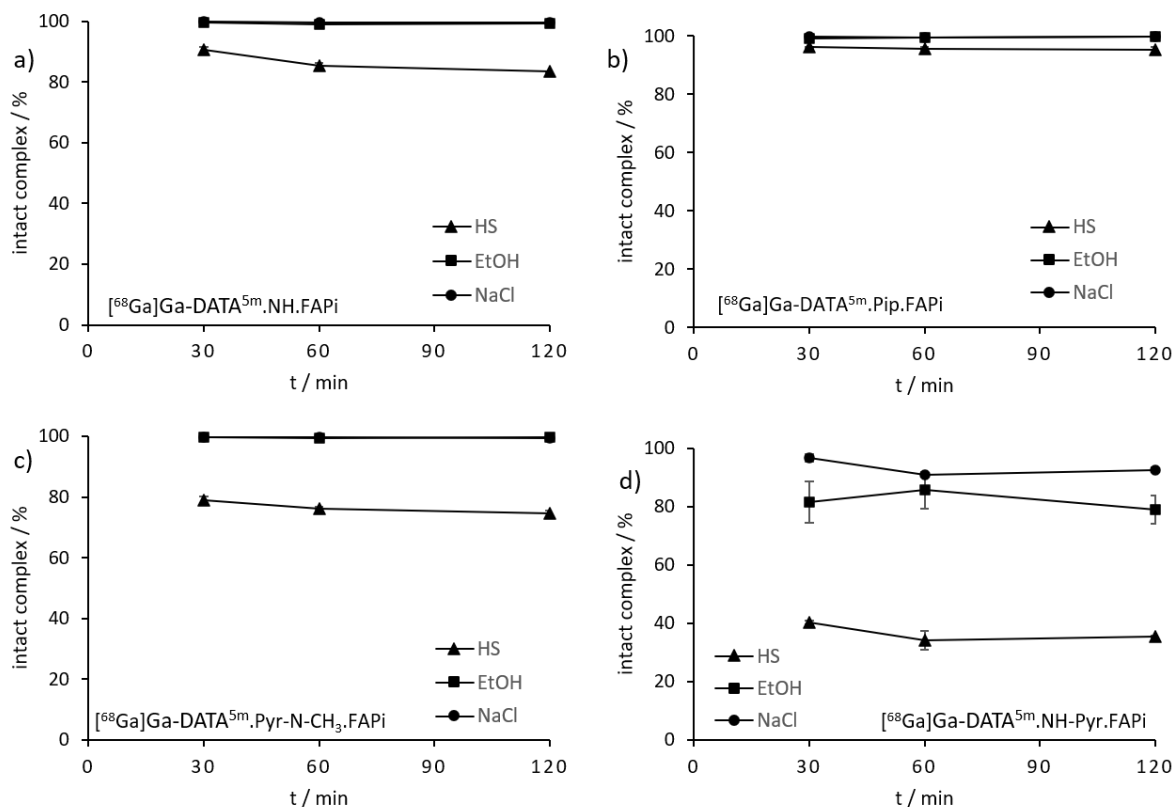 a)
intact complex / %
100
80
60
40
20
0
HS
EtOH
NaCl
[⁶⁸Ga]Ga-DATA⁵ᵐ.NH.FAPi
0 30 60 90 120
t / min
b)
intact complex / %
100
80
60
40
20
0
HS
EtOH
NaCl
[⁶⁸Ga]Ga-DATA⁵ᵐ.Pip.FAPi
0 30 60 90 120
t / min
c)
intact complex / %
100
80
60
40
20
0
HS
EtOH
NaCl
[⁶⁸Ga]Ga-DATA⁵ᵐ.Pyr-N-CH₃.FAPi
0 30 60 90 120
t / min
d)
intact complex / %
100
80
60
40
20
0
HS
EtOH
NaCl
[⁶⁸Ga]Ga-DATA⁵ᵐ.NH-Pyr.FAPi
0 30 60 90 120
t / min